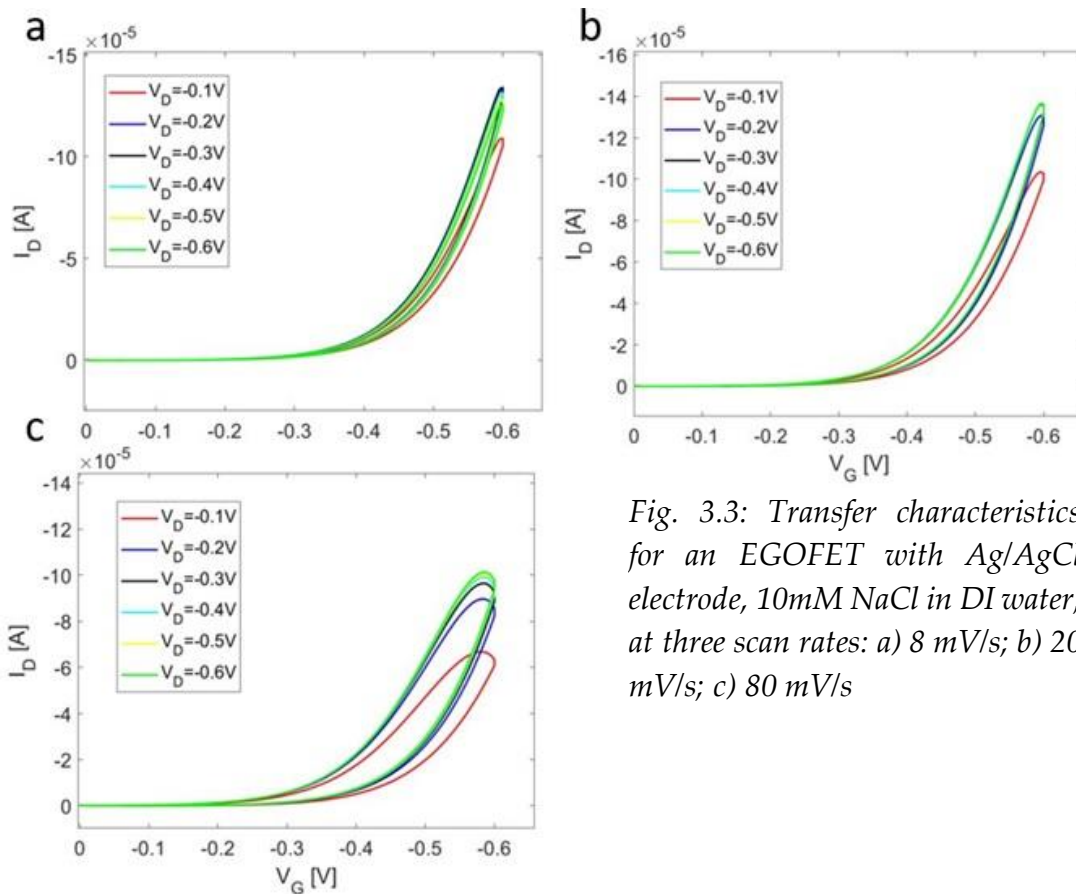 a
×10⁻⁵
-15
-10
-5
0
I_D [A]
V_D=-0.1V
V_D=-0.2V
V_D=-0.3V
V_D=-0.4V
V_D=-0.5V
V_D=-0.6V
0 -0.1 -0.2 -0.3 -0.4 -0.5 -0.6
b
×10⁻⁵
-16
-14
-12
-10
-8
-6
-4
-2
0
I_D [A]
V_D=-0.1V
V_D=-0.2V
V_D=-0.3V
V_D=-0.4V
V_D=-0.5V
V_D=-0.6V
0 -0.1 -0.2 -0.3 -0.4 -0.5 -0.6
V_G [V]
c
×10⁻⁵
-14
-12
-10
-8
-6
-4
-2
0
I_D [A]
V_D=-0.1V
V_D=-0.2V
V_D=-0.3V
V_D=-0.4V
V_D=-0.5V
V_D=-0.6V
0 -0.1 -0.2 -0.3 -0.4 -0.5 -0.6
V_G [V]
Fig. 3.3: Transfer characteristics
for an EGOFET with Ag/AgCl
electrode, 10mM NaCl in DI water,
at three scan rates: a) 8 mV/s; b) 20
mV/s; c) 80 mV/s